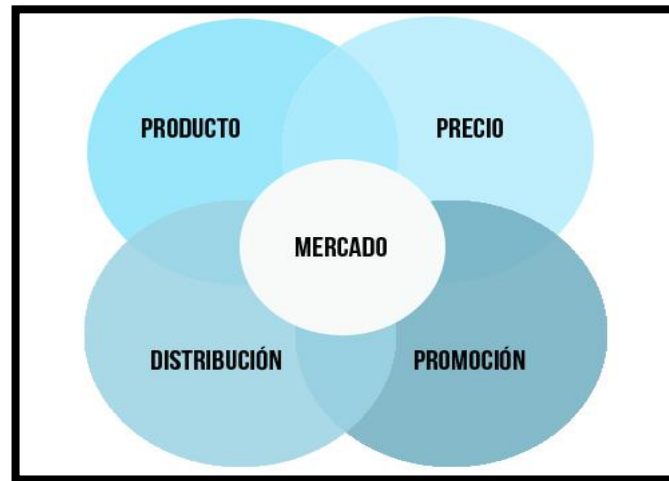 PRODUCTO
PRECIO
MERCADO
DISTRIBUCIÓN
PROMOCIÓN